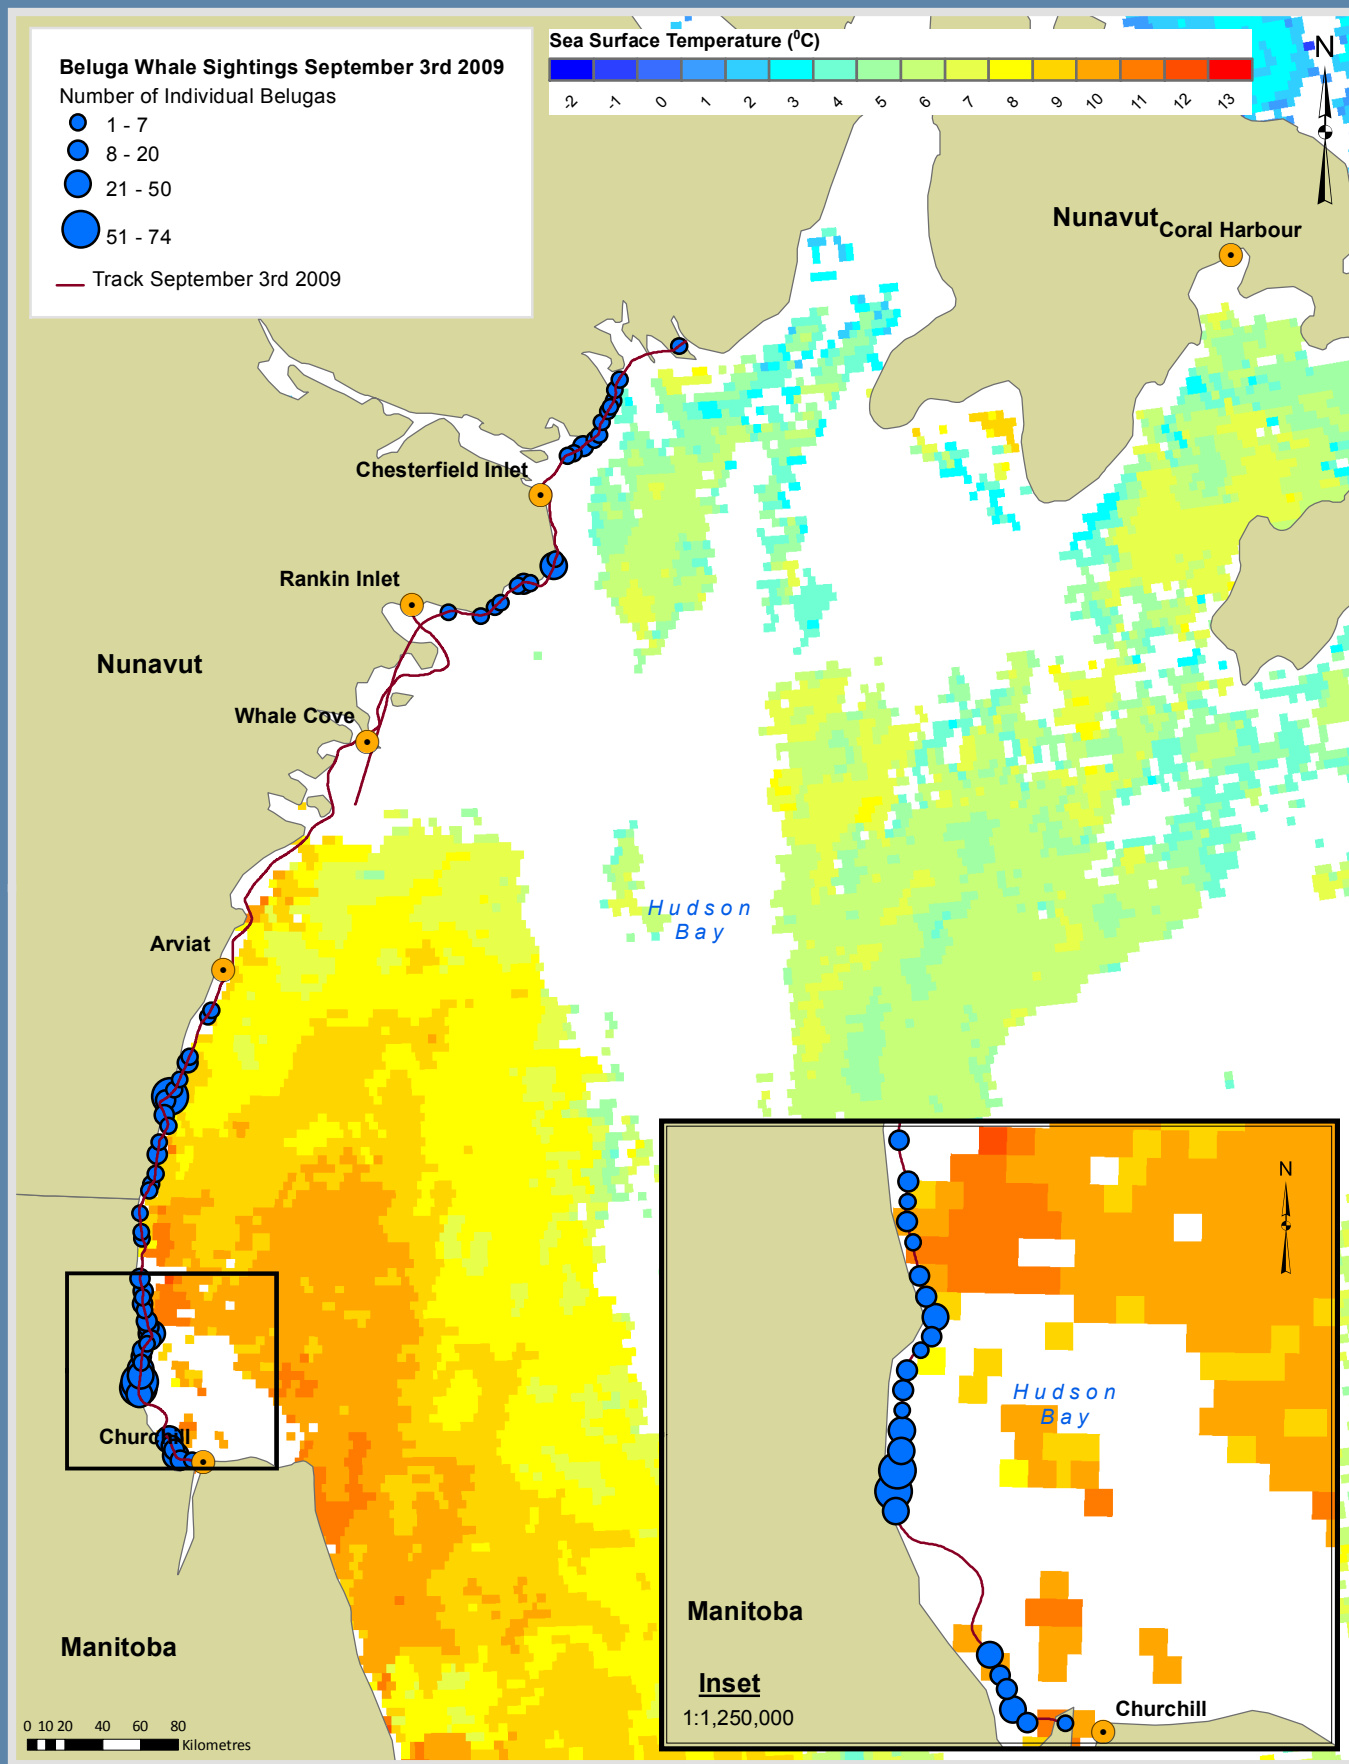 Beluga Whale Sightings September 3rd 2009
Number of Individual Belugas
1 - 7
8 - 20
21 - 50
51 - 74
Track September 3rd 2009
Sea Surface Temperature (⁰C)
-2 -1 0 1 2 3 4 5 6 7 8 9 10 11 12 13
N
Nunavut
Coral Harbour
Chesterfield Inlet
Rankin Inlet
Nunavut
Whale Cove
Hudson
Bay
Arviat
Churchill
Manitoba
0 10 20 40 60 80
Kilometres
N
Hudson
Bay
Manitoba
Inset
1:1,250,000
Churchill